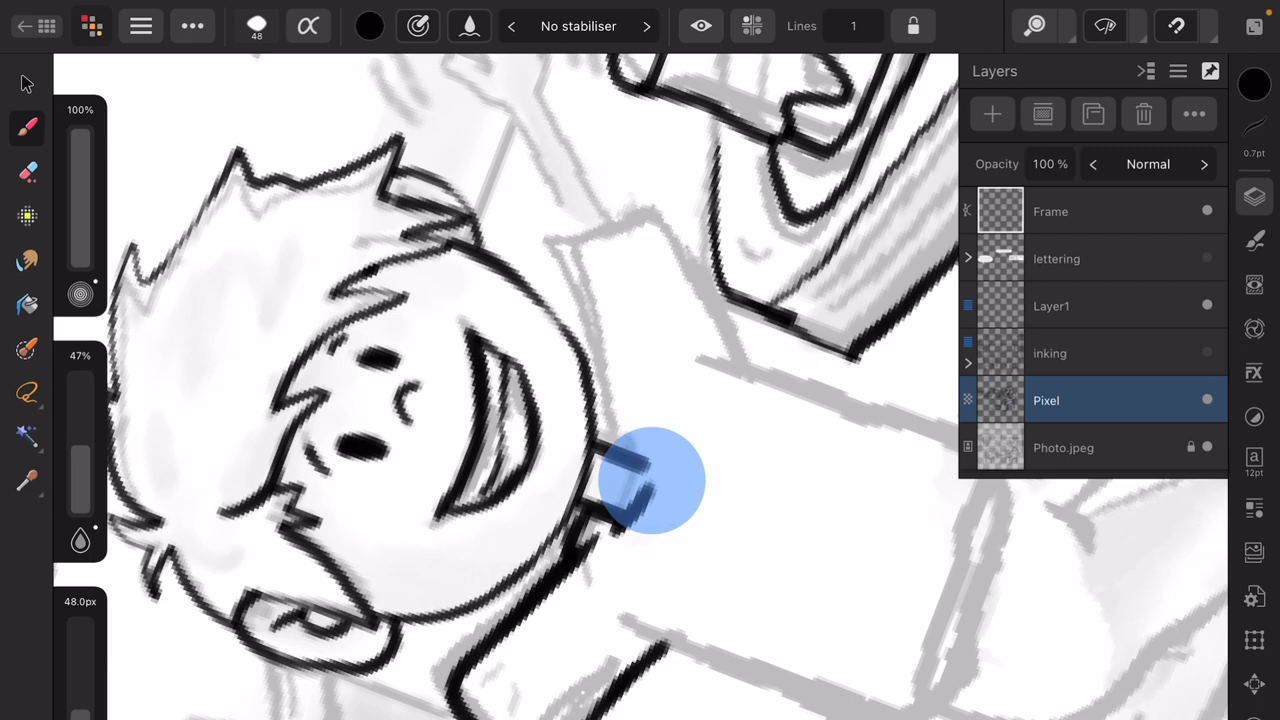 48
No stabiliser
Lines 1
100%
47%
48.0px
Layers
Opacity 100 % Normal
Frame
lettering
Layer1
inking
Pixel
Photo.jpeg
0.7pt
FX
12pt